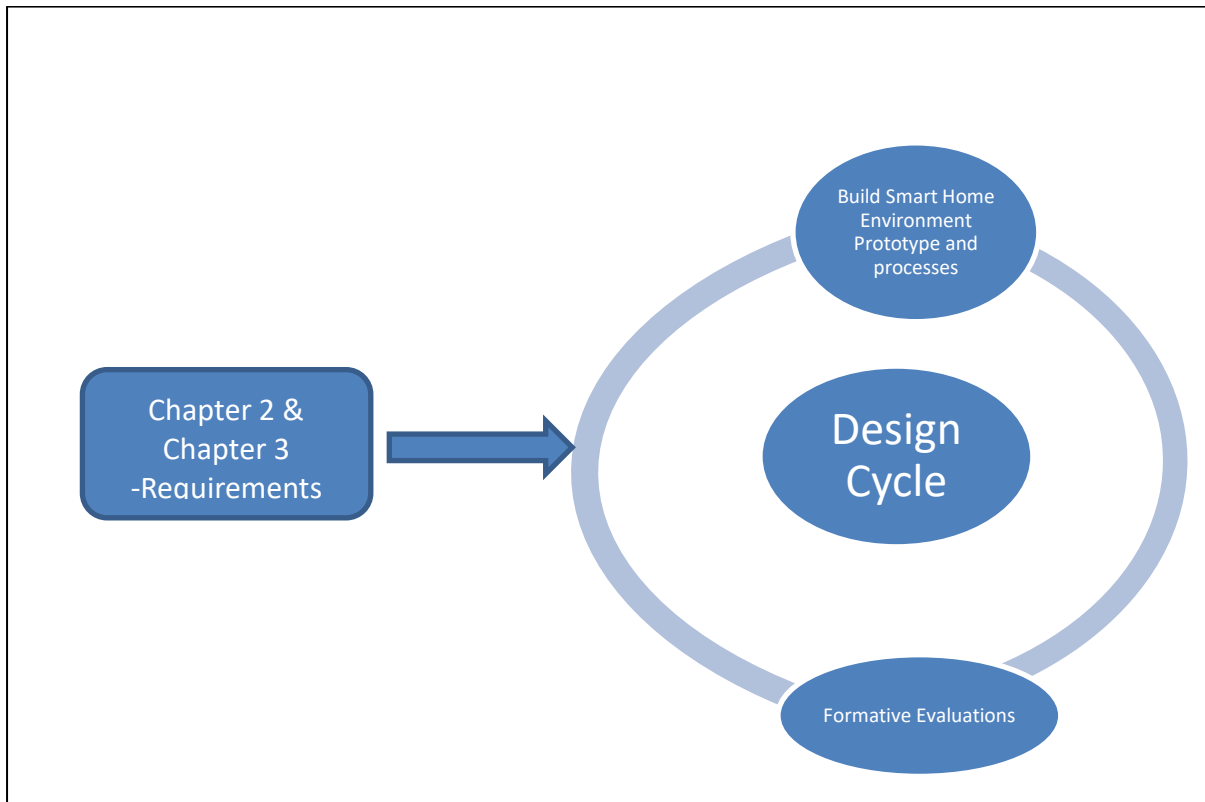 Build Smart Home
Environment
Prototype and
processes
Chapter 2 &
Chapter 3
-Requirements
Design
Cycle
Formative Evaluations